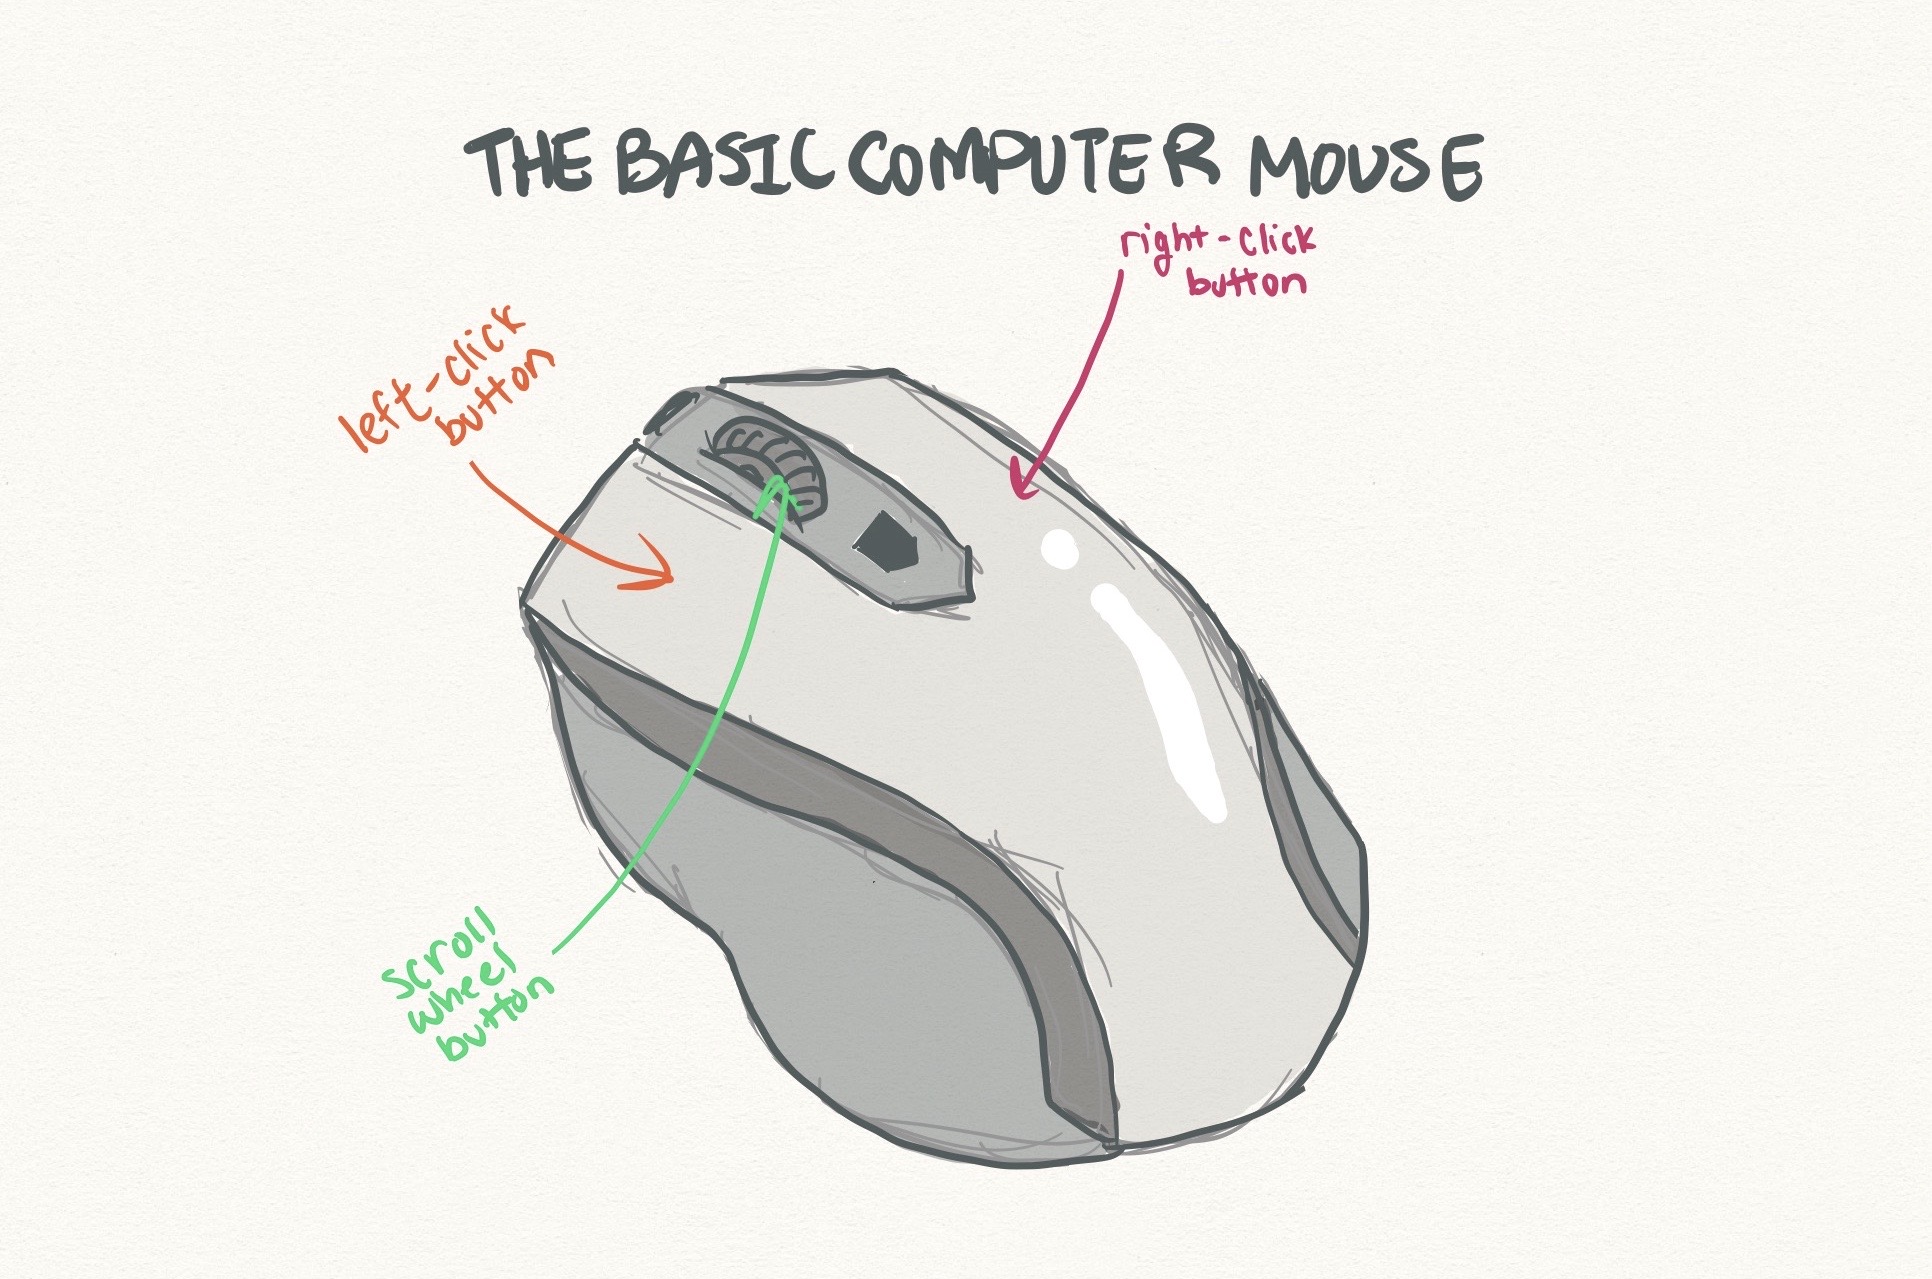 THE BASIC COMPUTER MOUSE
right-click
button
left-click
button
scroll
wheel
button